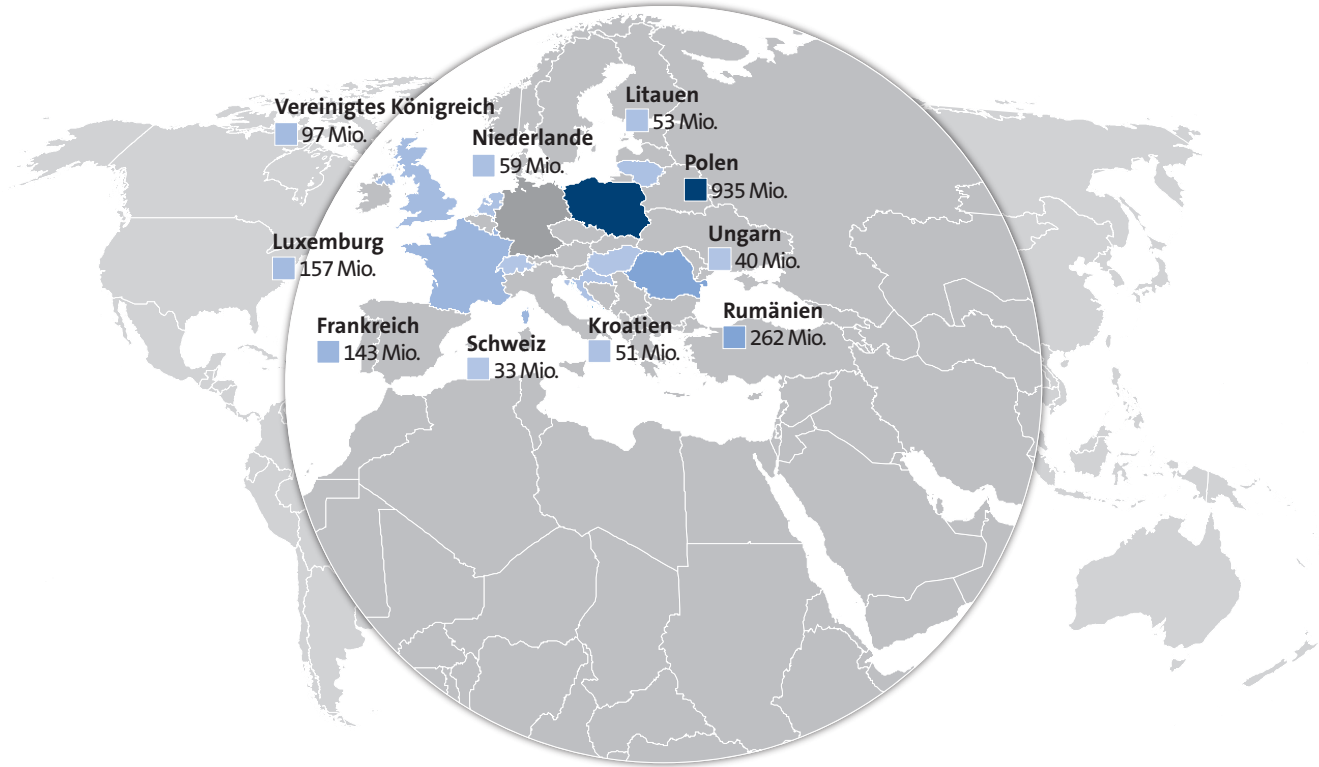 Vereinigtes Königreich
97 Mio.
Niederlande
59 Mio.
Litauen
53 Mio.
Polen
935 Mio.
Luxemburg
157 Mio.
Ungarn
40 Mio.
Frankreich
143 Mio.
Schweiz
33 Mio.
Kroatien
51 Mio.
Rumänien
262 Mio.